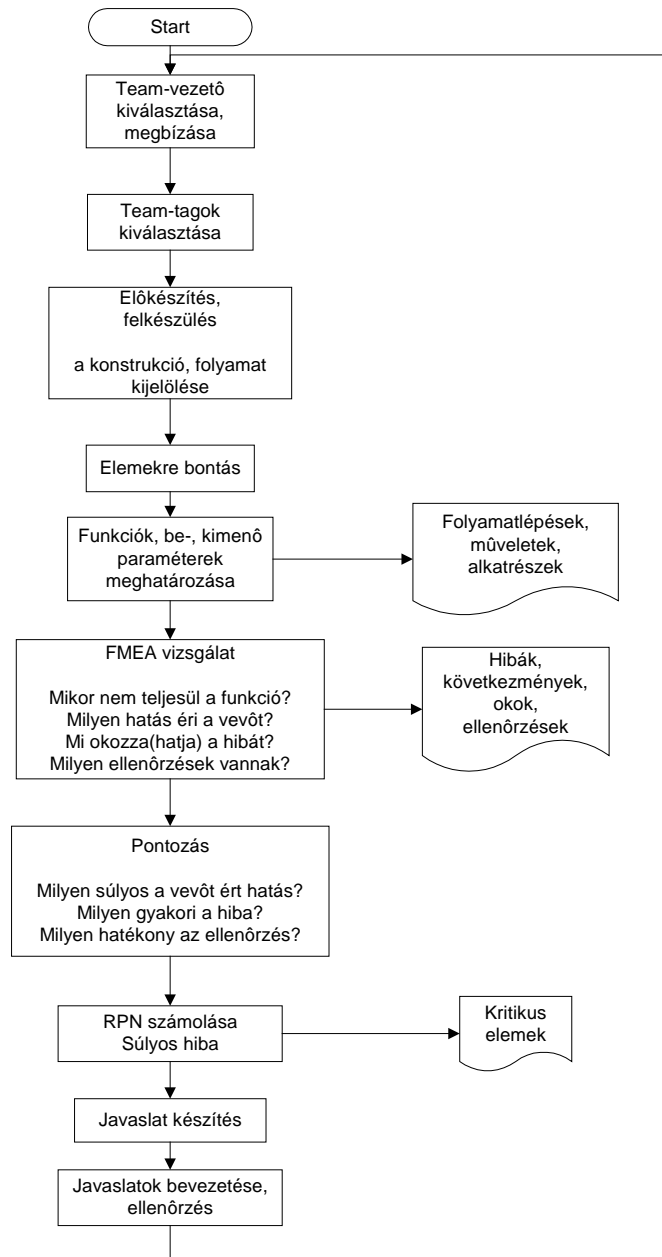 Start
Team-vezetô
kiválasztása,
megbízása
Team-tagok
kiválasztása
Elôkészítés,
felkészülés
a konstrukció, folyamat
kijelölése
Elemekre bontás
Funkciók, be-, kimenô
paraméterek
meghatározása
Folyamatlépések,
mûveletek,
alkatrészek
FMEA vizsgálat
Mikor nem teljesül a funkció?
Milyen hatás éri a vevôt?
Mi okozza(hatja) a hibát?
Milyen ellenôrzések vannak?
Hibák,
következmények,
okok,
ellenôrzések
Pontozás
Milyen súlyos a vevôt ért hatás?
Milyen gyakori a hiba?
Milyen hatékony az ellenôrzés?
RPN számolása
Súlyos hiba
Kritikus
elemek
Javaslat készítés
Javaslatok bevezetése,
ellenôrzés